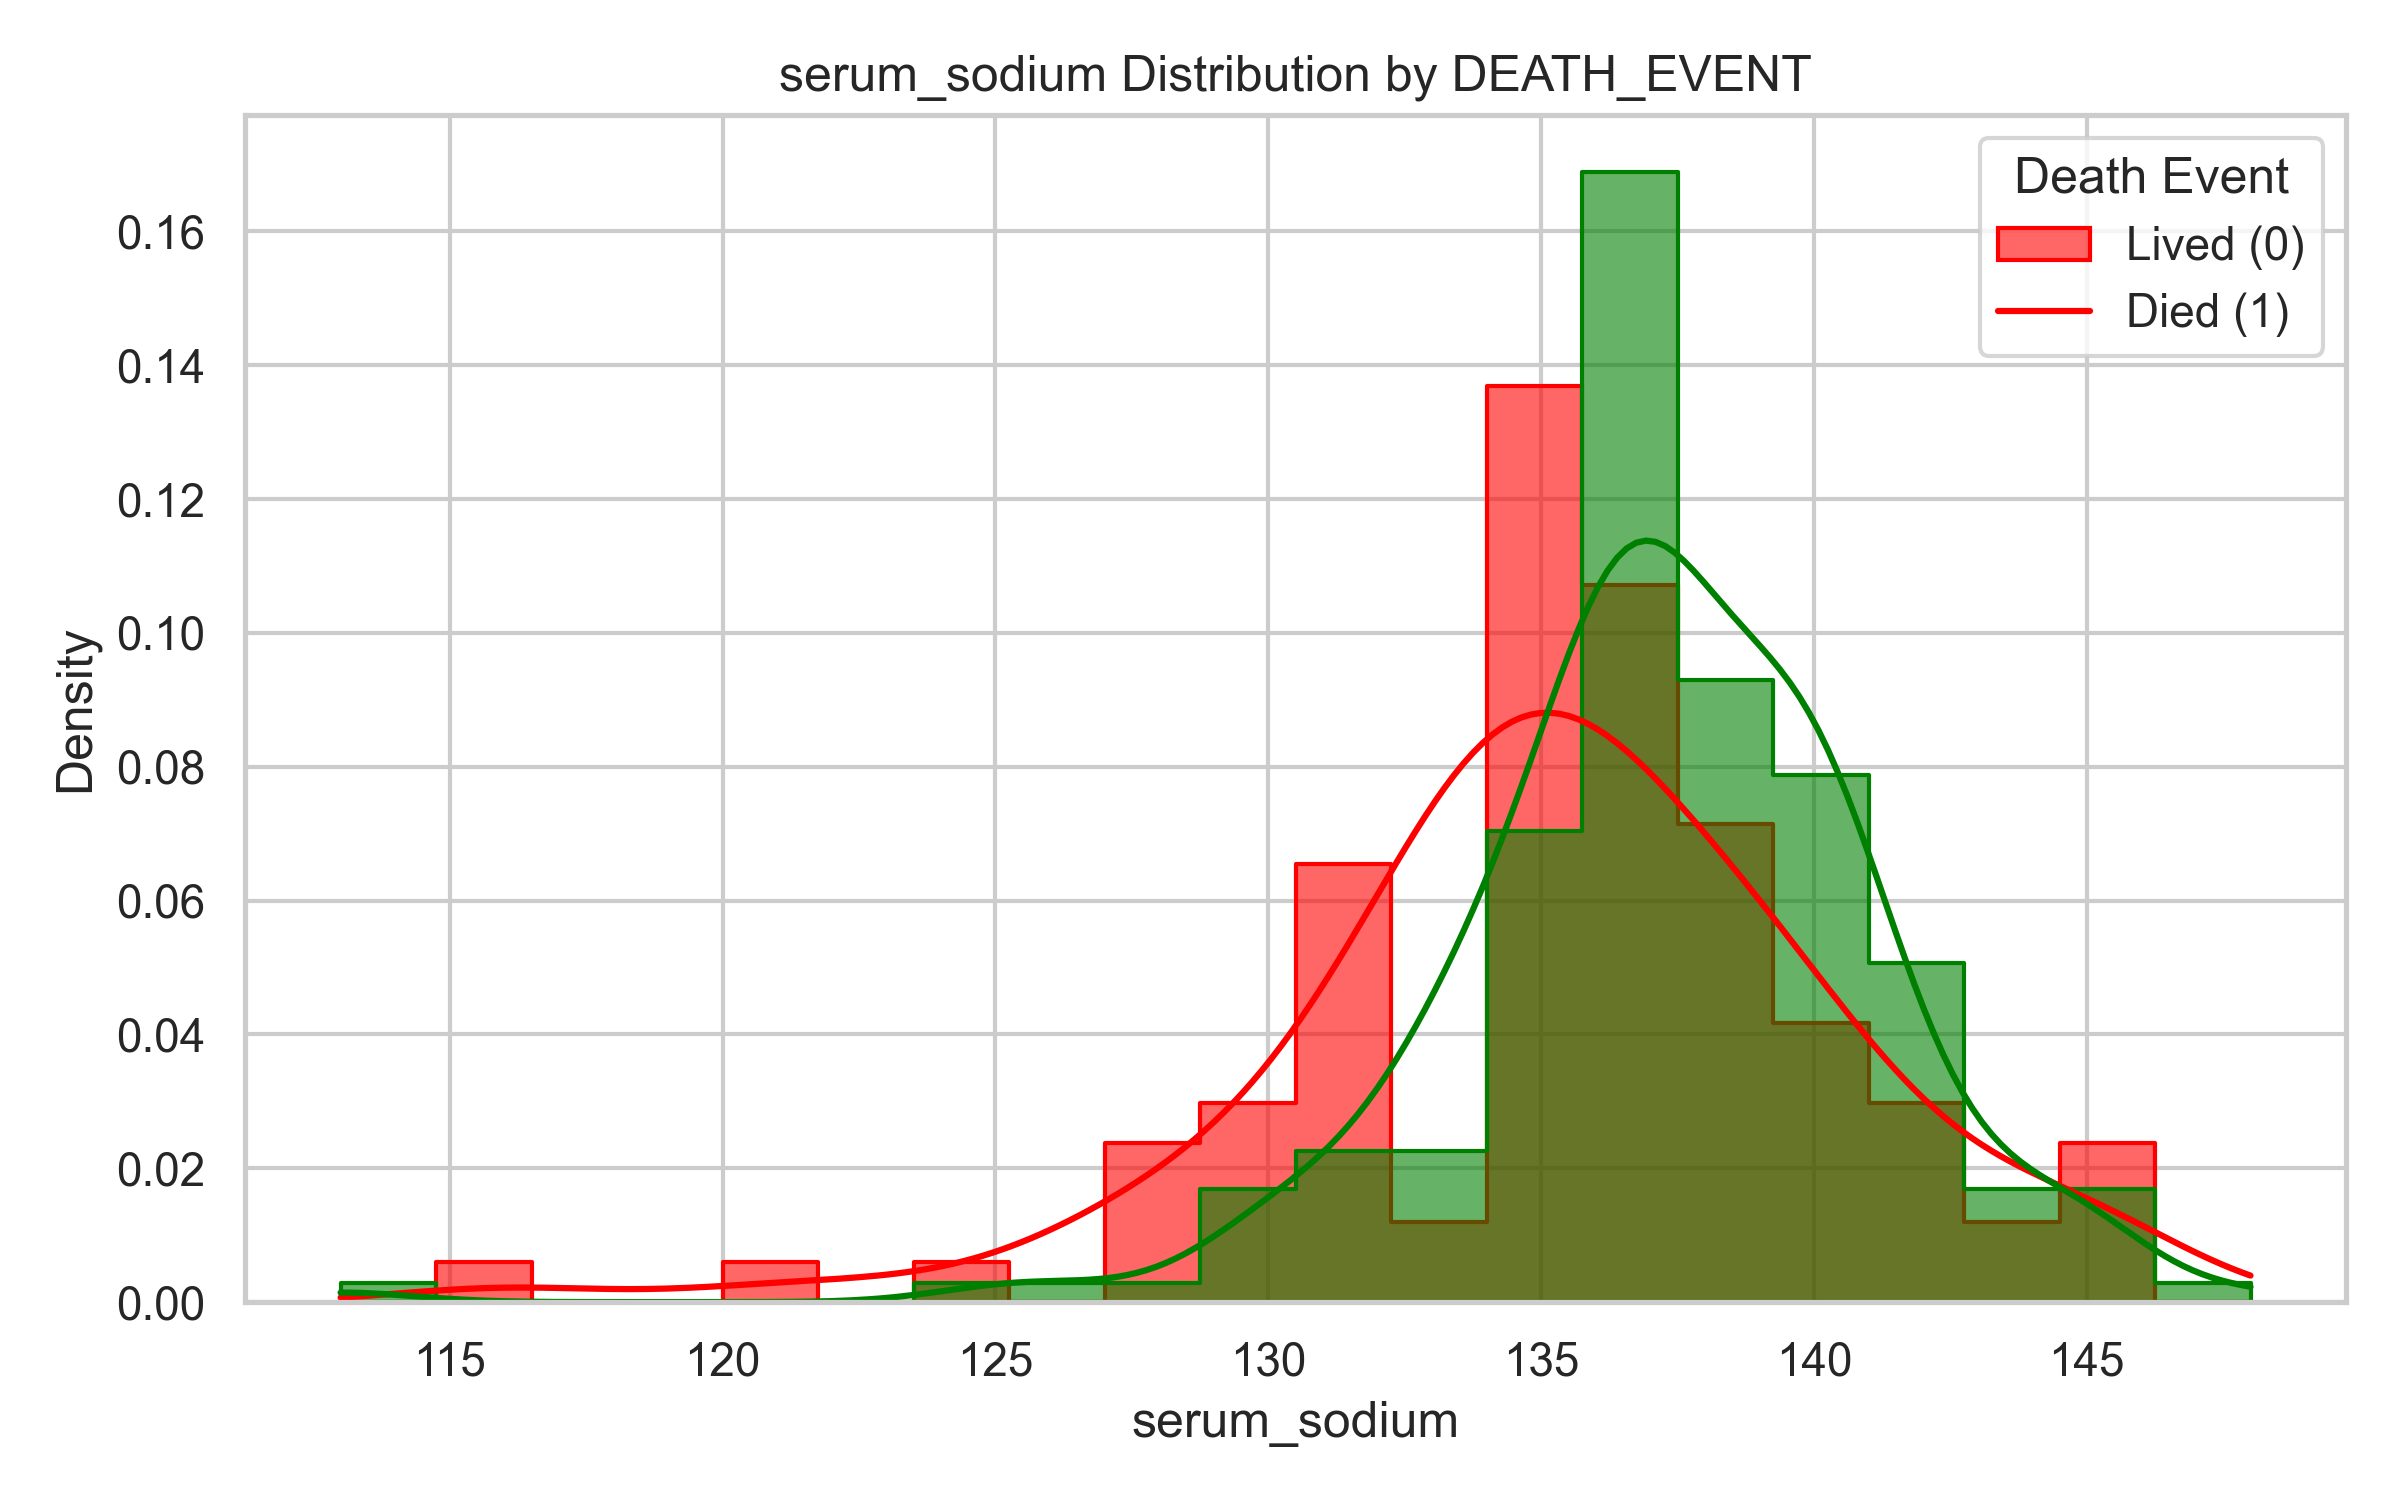 serum_sodium Distribution by DEATH_EVENT
Death Event
Lived (0)
Died (1)
Density
0.16
0.14
0.12
0.10
0.08
0.06
0.04
0.02
0.00
115 120 125 130 135 140 145
serum_sodium